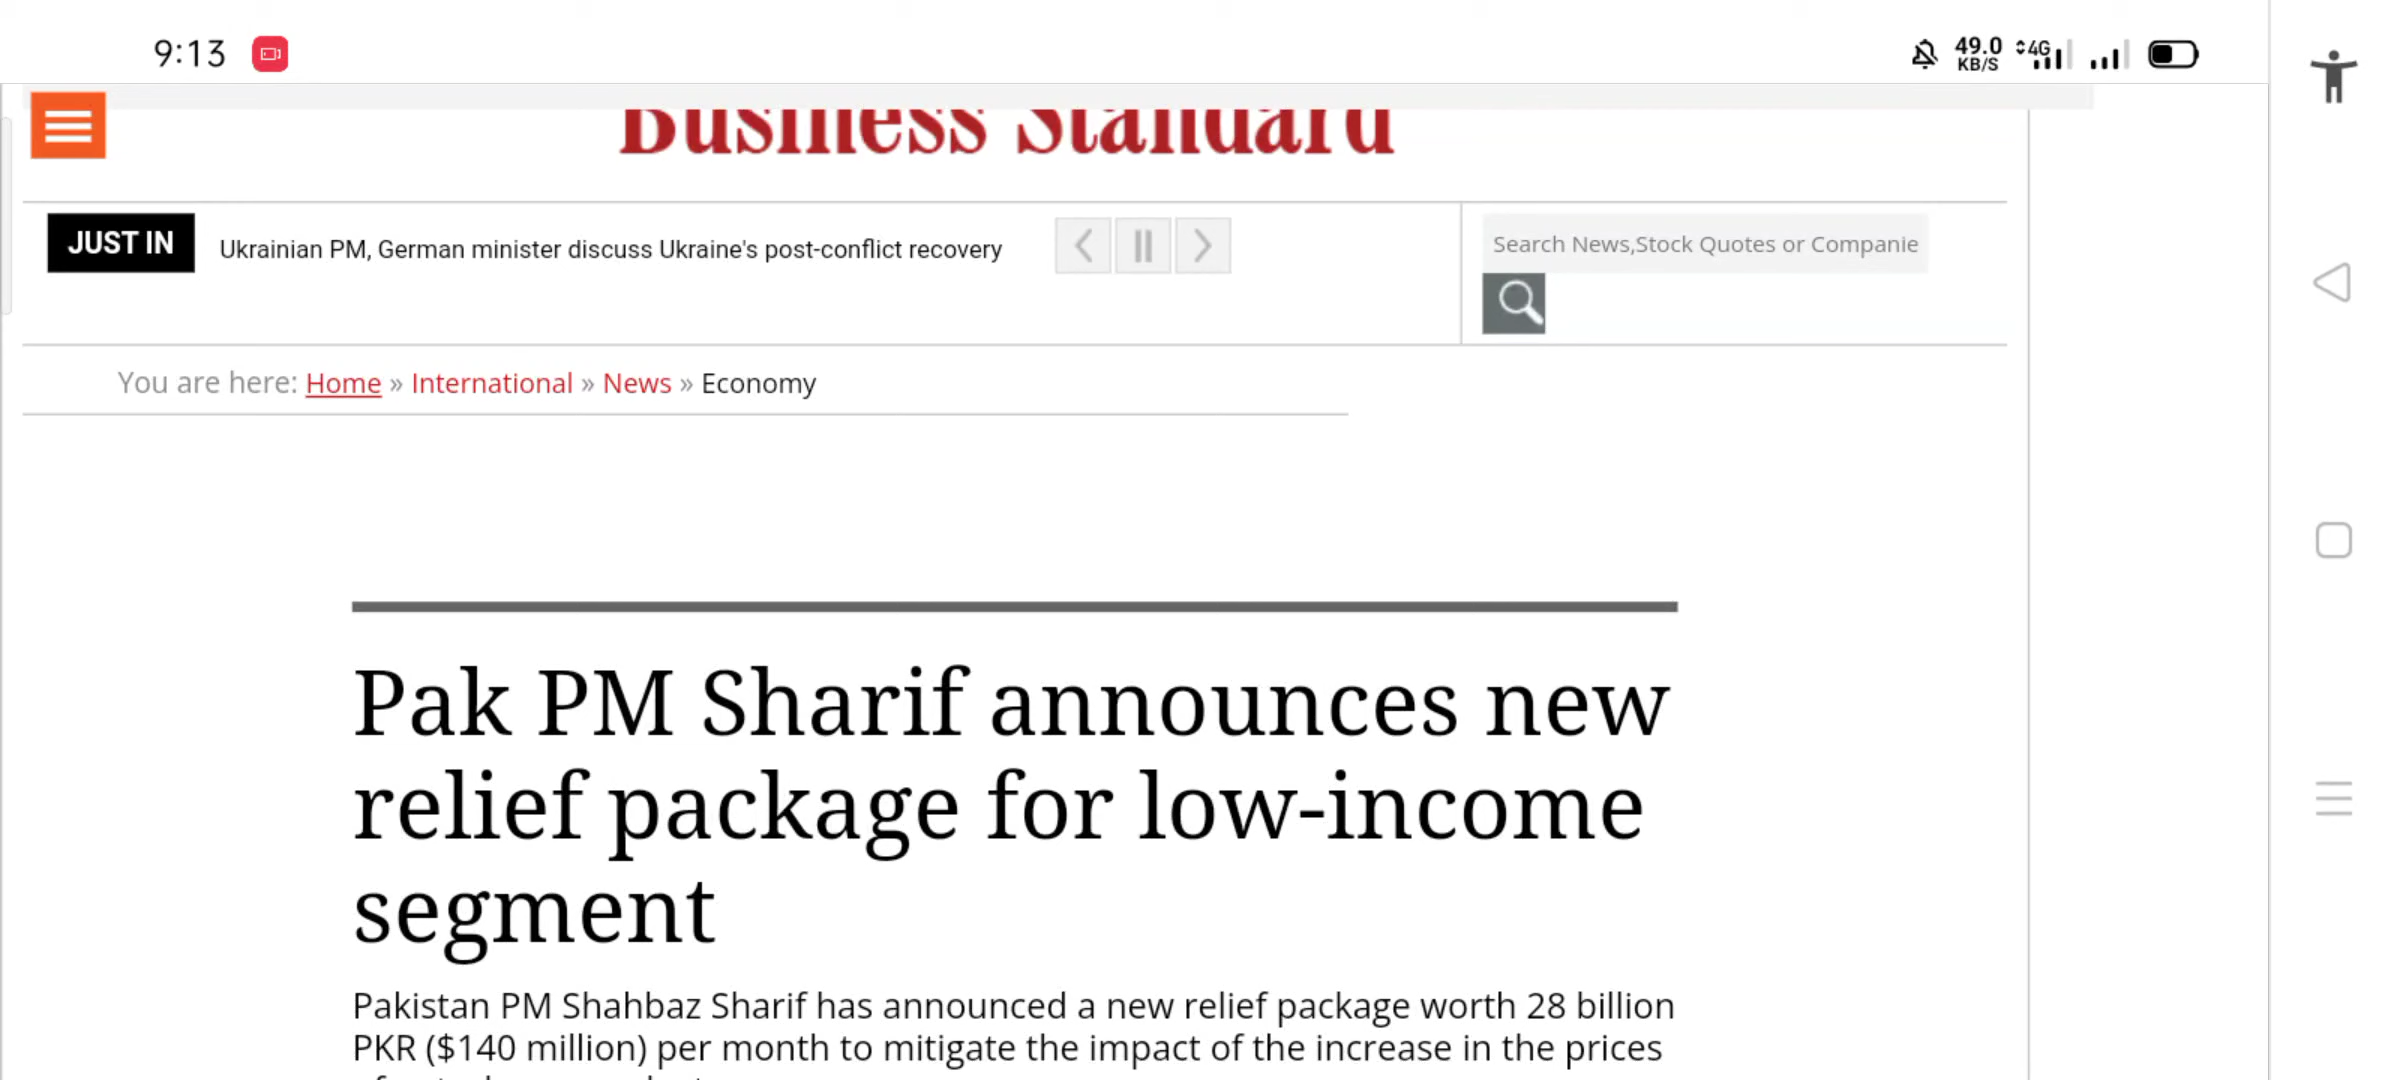 9:13
49.0
KB/S
4G
Business Standard
JUST IN
Ukrainian PM, German minister discuss Ukraine's post-conflict recovery
Search News,Stock Quotes or Companie
You are here: Home » International » News » Economy
Pak PM Sharif announces new
relief package for low-income
segment
Pakistan PM Shahbaz Sharif has announced a new relief package worth 28 billion
PKR ($140 million) per month to mitigate the impact of the increase in the prices